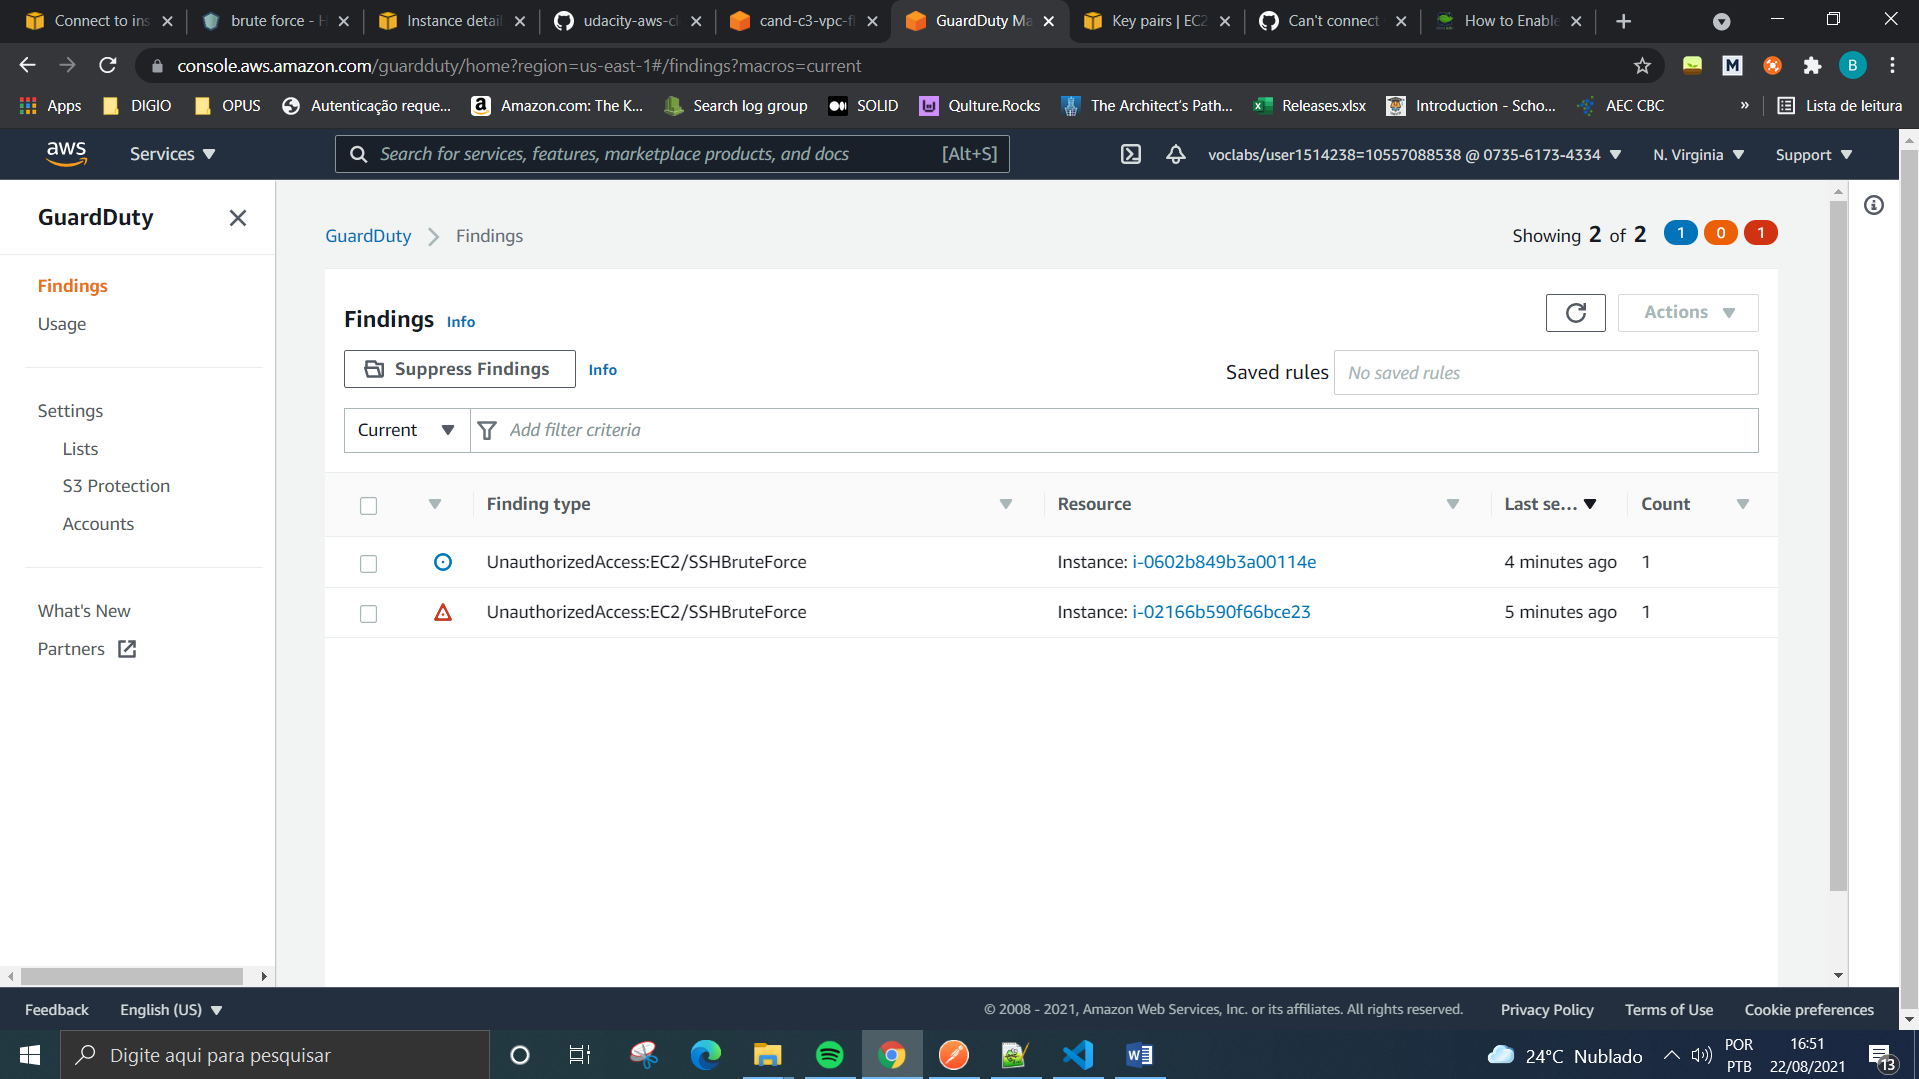 Connect to ins
brute force - H
Instance detail
udacity-aws-cl
cand-c3-vpc-fl
GuardDuty Ma
Key pairs | EC2
Can't connect
How to Enable
console.aws.amazon.com/guardduty/home?region=us-east-1#/findings?macros=current
M
B
Apps
DIGIO
OPUS
Autenticação reque...
Amazon.com: The K...
Search log group
SOLID
Qulture.Rocks
The Architect's Path...
Releases.xlsx
Introduction - Scho...
AEC CBC
»
Lista de leitura
aws
Services
Search for services, features, marketplace products, and docs
[Alt+S]
voclabs/user1514238=10557088538 @ 0735-6173-4334
N. Virginia
Support
GuardDuty
Findings
Usage
Settings
Lists
S3 Protection
Accounts
What's New
Partners
GuardDuty
Findings
Showing 2 of 2
1
0
1
Findings Info
Actions
Suppress Findings
Info
Saved rules
No saved rules
Current
Add filter criteria
Finding type
Resource
Last se...
Count
UnauthorizedAccess:EC2/SSHBruteForce
Instance: i-0602b849b3a00114e
4 minutes ago
1
UnauthorizedAccess:EC2/SSHBruteForce
Instance: i-02166b590f66bce23
5 minutes ago
1
Feedback
English (US)
© 2008 - 2021, Amazon Web Services, Inc. or its affiliates. All rights reserved.
Privacy Policy
Terms of Use
Cookie preferences
Digite aqui para pesquisar
24°C Nublado
POR
PTB
16:51
22/08/2021
13